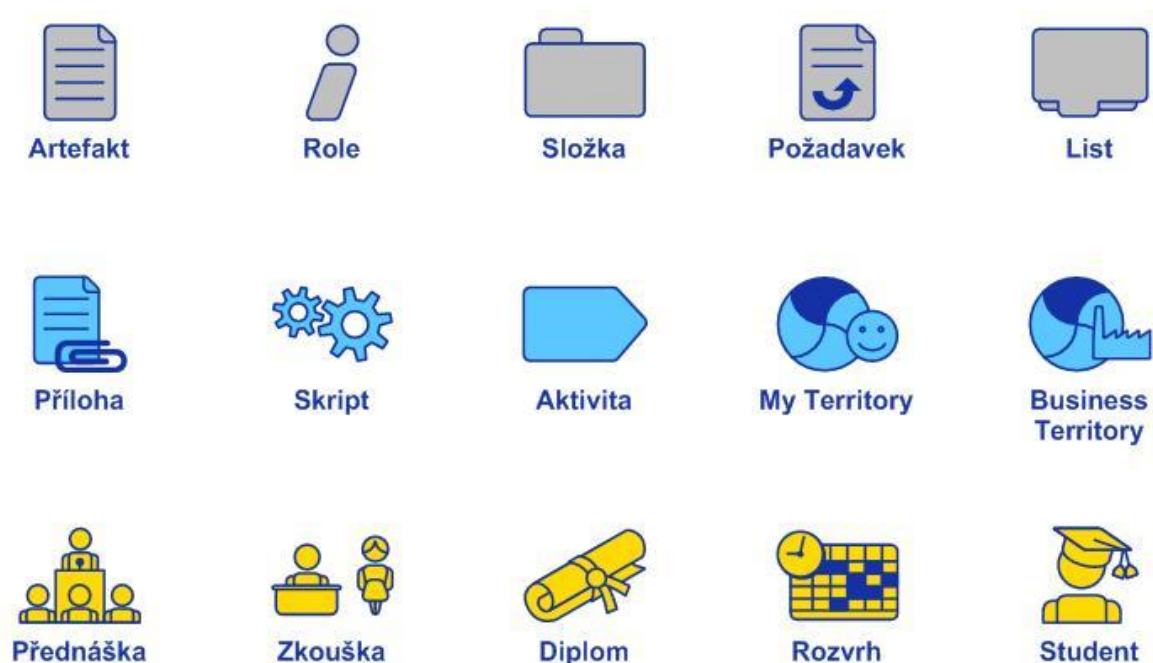 Artefakt
Role
Složka
Požadavek
List
Příloha
Skript
Aktivita
My Territory
Business
Territory
Přednáška
Zkouška
Diplom
Rozvrh
Student